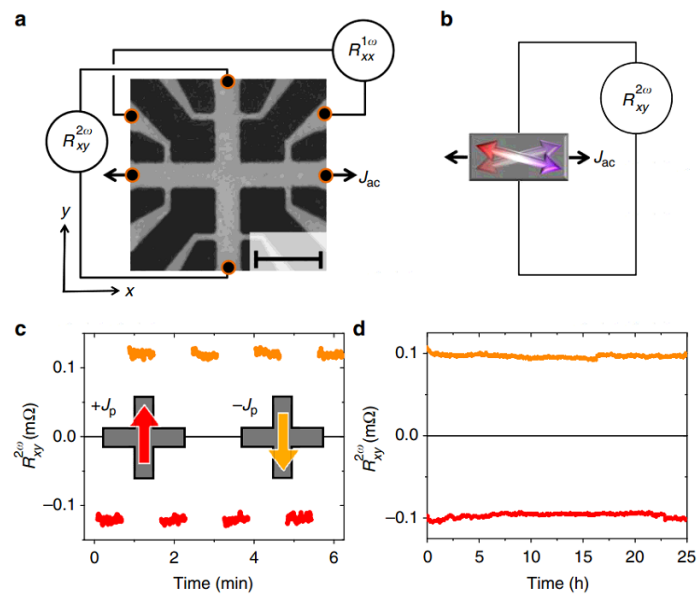 a
b
R_xx^1ω
R_xy^2ω
R_xy^2ω
J_ac
J_ac
y
x
c
d
0.1
0.0
−0.1
R_xy^2ω (mΩ)
+J_p
−J_p
0
2
4
6
Time (min)
0.1
0.0
−0.1
R_xy^2ω (mΩ)
0
5
10
15
20
25
Time (h)